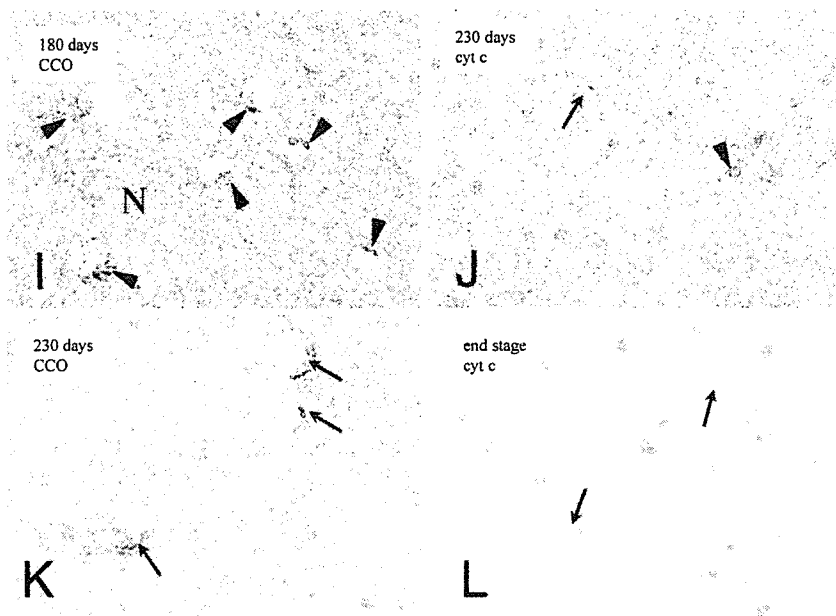 180 days
CCO
N
I
230 days
cyt c
J
230 days
CCO
K
end stage
cyt c
L